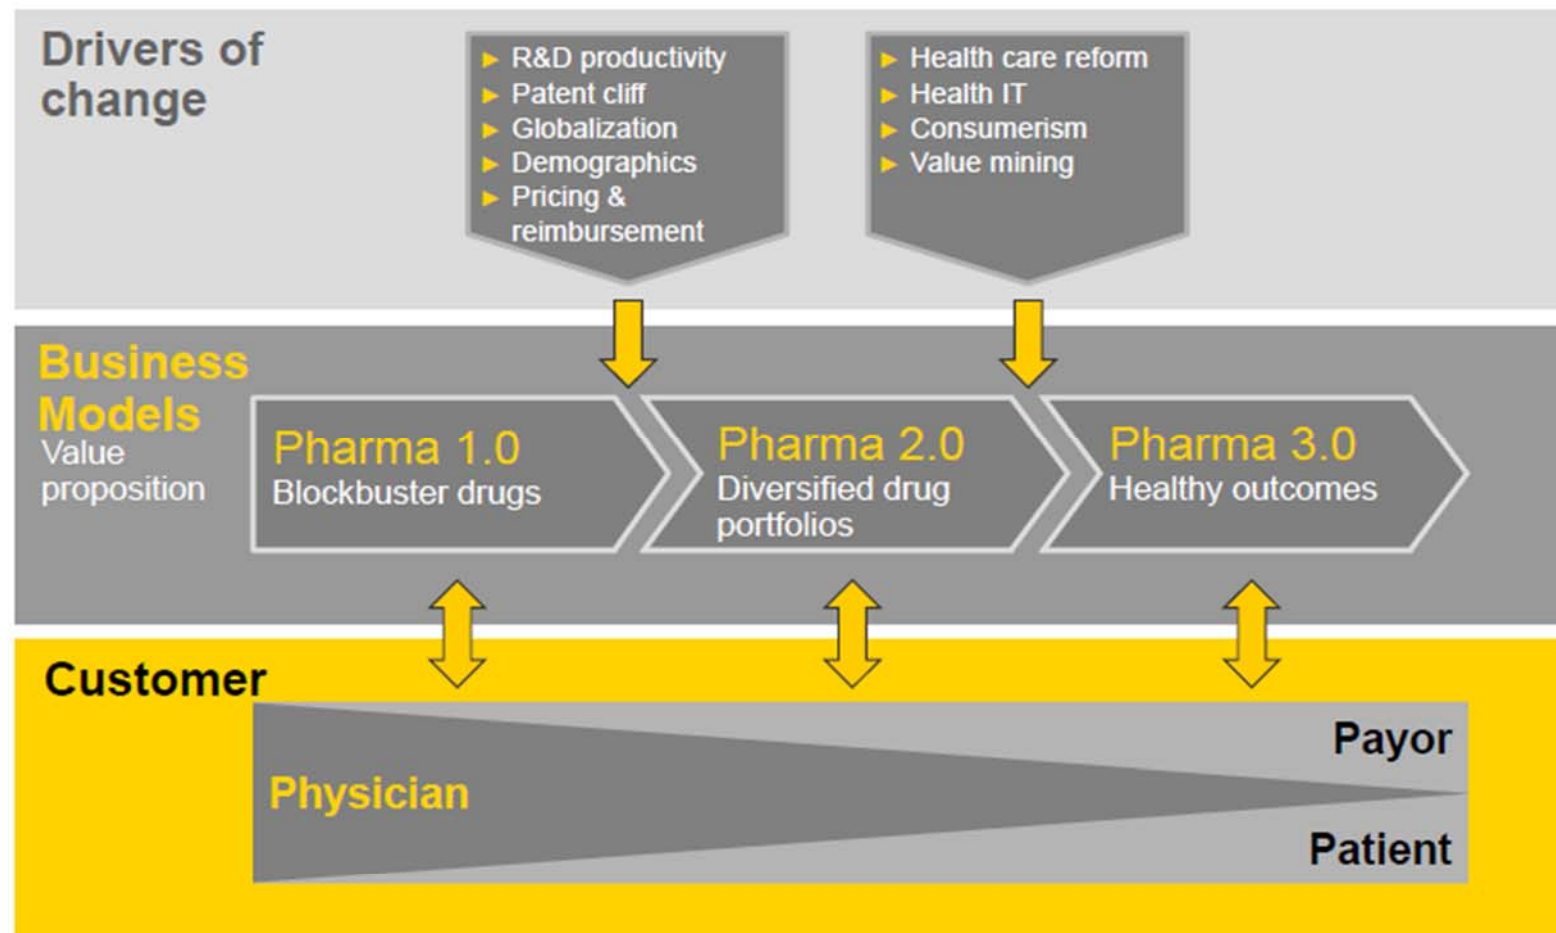 Drivers of
change
► R&D productivity
► Patent cliff
► Globalization
► Demographics
► Pricing &
reimbursement
► Health care reform
► Health IT
► Consumerism
► Value mining
Business
Models
Value
proposition
Pharma 1.0
Blockbuster drugs
Pharma 2.0
Diversified drug
portfolios
Pharma 3.0
Healthy outcomes
Customer
Physician
Payor
Patient